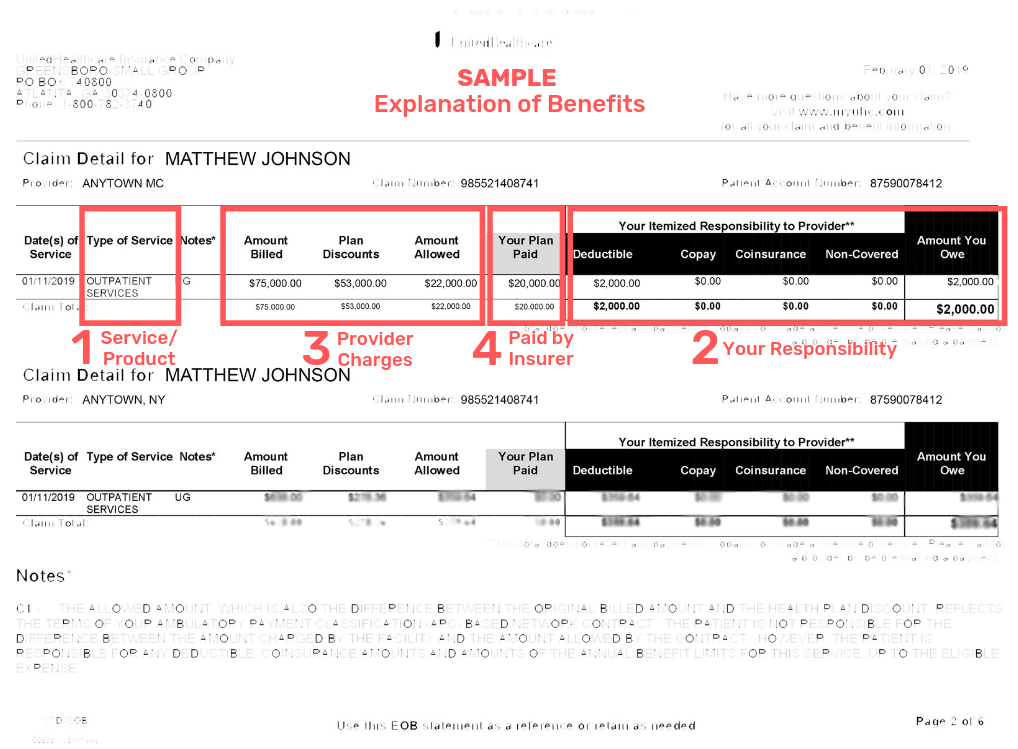 UnitedHealthcare
UnitedHealthcare Insurance Company
GREENSBORO SMALL GROUP
PO BOX 740800
ATLANTA, GA 30374-0800
Phone: 1-800-782-3740
SAMPLE
Explanation of Benefits
February 01, 2019
Have more questions about your claim?
Visit www.myuhc.com
for all your claim and benefit information.
Claim Detail for MATTHEW JOHNSON
Provider: ANYTOWN MC Claim Number: 985521408741 Patient Account Number: 87590078412
Your Itemized Responsibility to Provider**
Date(s) of Service Type of Service Notes* Amount Billed Plan Discounts Amount Allowed Your Plan Paid Deductible Copay Coinsurance Non-Covered Amount You Owe
01/11/2019 OUTPATIENT SERVICES G $75,000.00 $53,000.00 $22,000.00 $20,000.00 $2,000.00 $0.00 $0.00 $0.00 $2,000.00
Claim Total: $75,000.00 $53,000.00 $22,000.00 $20,000.00 $2,000.00 $0.00 $0.00 $0.00 $2,000.00
1 Service/ Product
3 Provider Charges
4 Paid by Insurer
2 Your Responsibility
Claim Detail for MATTHEW JOHNSON
Provider: ANYTOWN, NY Claim Number: 985521408741 Patient Account Number: 87590078412
Your Itemized Responsibility to Provider**
Date(s) of Service Type of Service Notes* Amount Billed Plan Discounts Amount Allowed Your Plan Paid Deductible Copay Coinsurance Non-Covered Amount You Owe
01/11/2019 OUTPATIENT SERVICES UG
Claim Total:
Notes*
THE ALLOWED AMOUNT, WHICH IS ALSO THE DIFFERENCE BETWEEN THE ORIGINAL BILLED AMOUNT AND THE HEALTH PLAN DISCOUNT, REFLECTS
THE TERMS OF YOUR AMBULATORY PAYMENT CLASSIFICATION (APC) BASED NETWORK CONTRACT. THE PATIENT IS NOT RESPONSIBLE FOR THE
DIFFERENCE BETWEEN THE AMOUNT CHARGED BY THE FACILITY AND THE AMOUNT ALLOWED BY THE CONTRACT. HOWEVER, THE PATIENT IS
RESPONSIBLE FOR ANY DEDUCTIBLE, COINSURANCE AMOUNTS AND AMOUNTS OF THE ANNUAL BENEFIT LIMITS FOR THIS SERVICE, UP TO THE ELIGIBLE
EXPENSE.
STD EOB
Use this EOB statement as a reference or retain as needed
Page 2 of 6